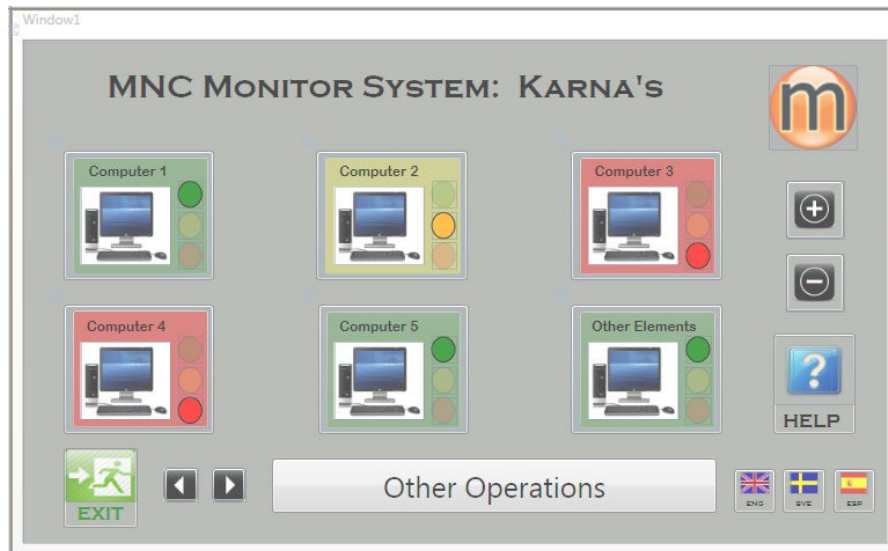 Window1
MNC MONITOR SYSTEM: KARNA'S
m
Computer 1
Computer 2
Computer 3
Computer 4
Computer 5
Other Elements
?
HELP
EXIT
Other Operations
ENG
SVE
ESP